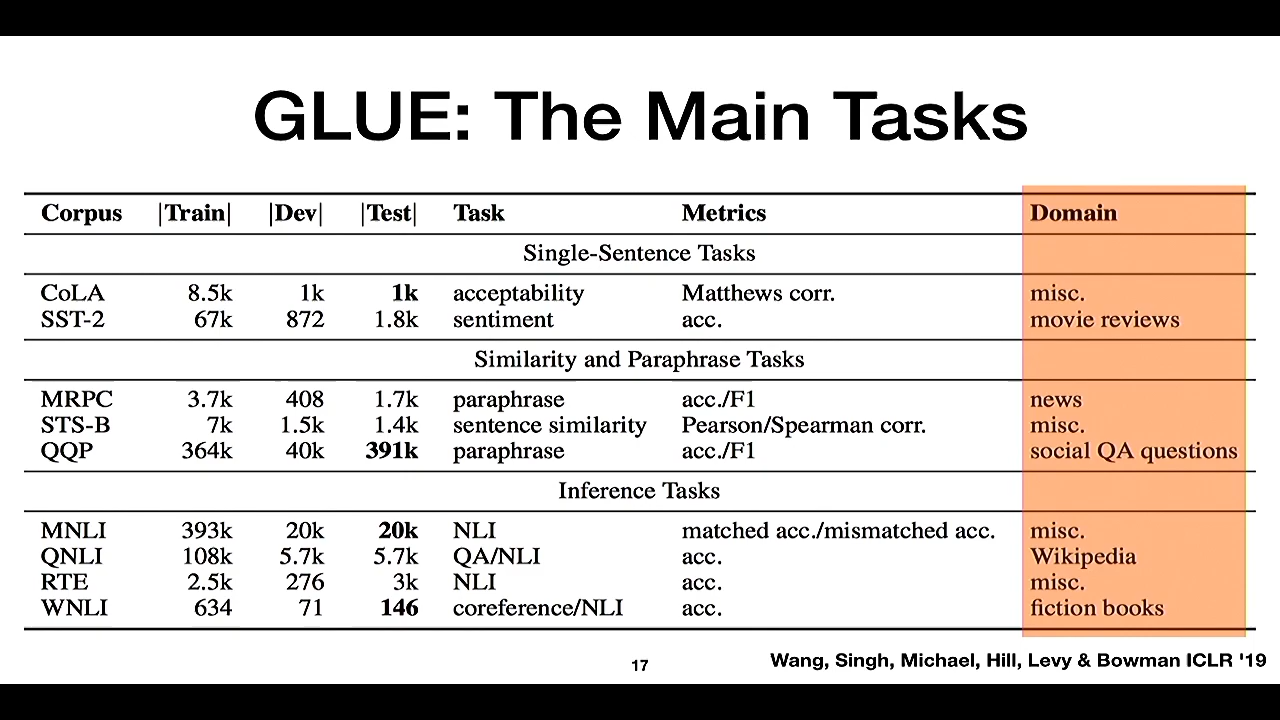 GLUE: The Main Tasks
Corpus |Train| |Dev| |Test| Task Metrics Domain
Single-Sentence Tasks
CoLA 8.5k 1k 1k acceptability Matthews corr. misc.
SST-2 67k 872 1.8k sentiment acc. movie reviews
Similarity and Paraphrase Tasks
MRPC 3.7k 408 1.7k paraphrase acc./F1 news
STS-B 7k 1.5k 1.4k sentence similarity Pearson/Spearman corr. misc.
QQP 364k 40k 391k paraphrase acc./F1 social QA questions
Inference Tasks
MNLI 393k 20k 20k NLI matched acc./mismatched acc. misc.
QNLI 108k 5.7k 5.7k QA/NLI acc. Wikipedia
RTE 2.5k 276 3k NLI acc. misc.
WNLI 634 71 146 coreference/NLI acc. fiction books
17
Wang, Singh, Michael, Hill, Levy & Bowman ICLR '19